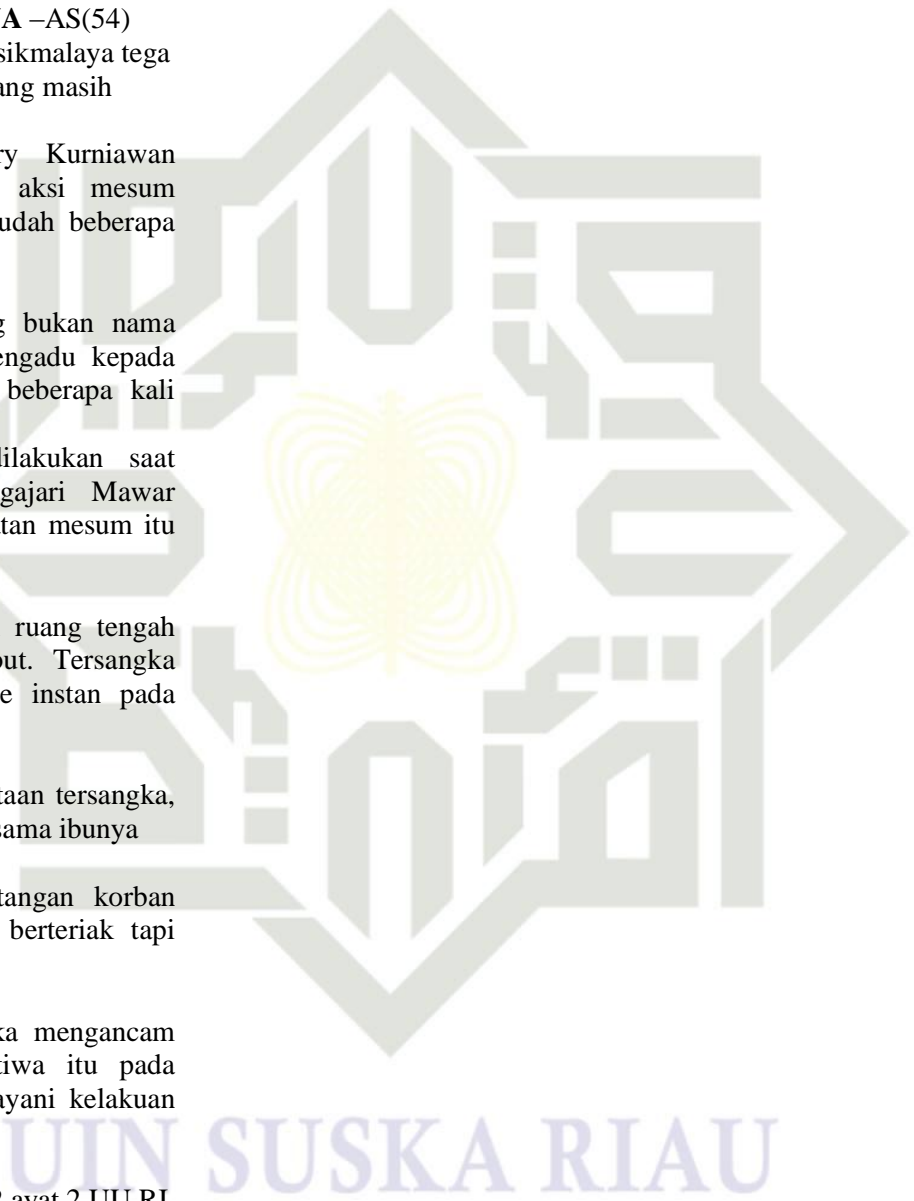 A –AS(54)
sikmalaya tega
ang masih
ry Kurniawan
aksi mesum
udah beberapa
bukan nama
engadu kepada
beberapa kali
dilakukan saat
gajari Mawar
atan mesum itu
ruang tengah
but. Tersangka
e instan pada
taan tersangka,
sama ibunya
tangan korban
berteriak tapi
ka mengancam
tiwa itu pada
ayani kelakuan
UIN SUSKA RIAU
ayat 2 UU RI